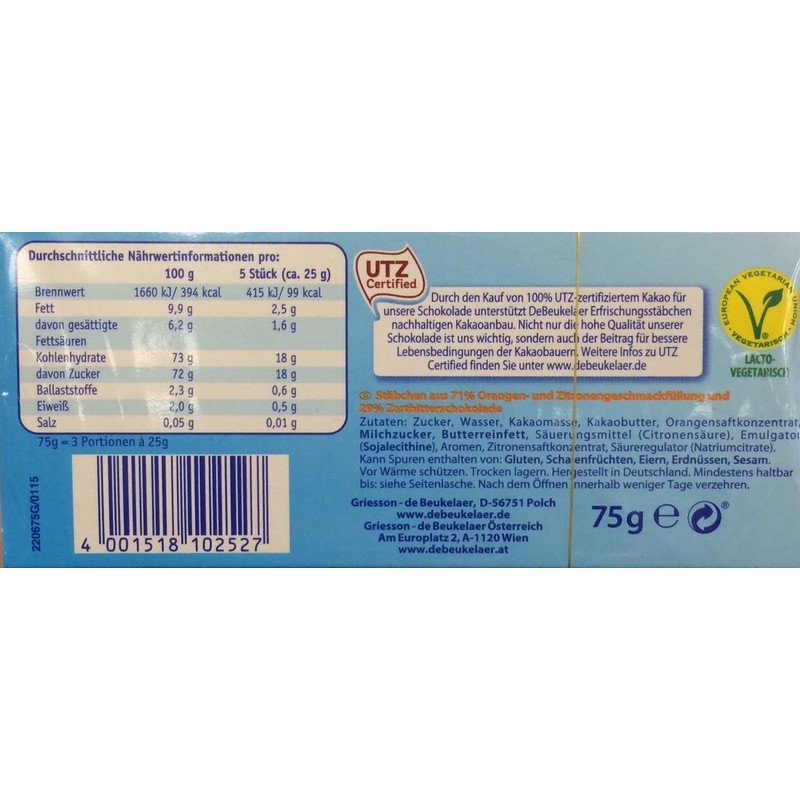 Durchschnittliche Nährwertinformationen pro:
100 g 5 Stück (ca. 25 g)
Brennwert 1660 kJ/ 394 kcal 415 kJ/ 99 kcal
Fett 9,9 g 2,5 g
davon gesättigte 6,2 g 1,6 g
Fettsäuren
Kohlenhydrate 73 g 18 g
davon Zucker 72 g 18 g
Ballaststoffe 2,3 g 0,6 g
Eiweiß 2,0 g 0,5 g
Salz 0,05 g 0,01 g
75g = 3 Portionen à 25g
220675G/0115
4 001518 102527
UTZ
Certified
Durch den Kauf von 100% UTZ-zertifiziertem Kakao für
unsere Schokolade unterstützt DeBeukelaer Erfrischungsstäbchen
nachhaltigen Kakaoanbau. Nicht nur die hohe Qualität unserer
Schokolade ist uns wichtig, sondern auch der Beitrag für bessere
Lebensbedingungen der Kakaobauern. Weitere Infos zu UTZ
Certified finden Sie unter www.debeukelaer.de
EUROPEAN VEGETARIAN UNION
• VEGETARISCH •
LACTO-
VEGETARISCH
D Stäbchen aus 71% Orangen- und Zitronengeschmackfüllung und
29% Zartbitterschokolade
Zutaten: Zucker, Wasser, Kakaomasse, Kakaobutter, Orangensaftkonzentrat,
Milchzucker, Butterreinfett, Säuerungsmittel (Citronensäure), Emulgator
(Sojalecithine), Aromen, Zitronensaftkonzentrat, Säureregulator (Natriumcitrate).
Kann Spuren enthalten von: Gluten, Schalenfrüchten, Eiern, Erdnüssen, Sesam.
Vor Wärme schützen. Trocken lagern. Hergestellt in Deutschland. Mindestens haltbar
bis: siehe Seitenlasche. Nach dem Öffnen innerhalb weniger Tage verzehren.
Griesson - de Beukelaer, D-56751 Polch
www.debeukelaer.de
Griesson - de Beukelaer Österreich
Am Europlatz 2, A-1120 Wien
www.debeukelaer.at
75g ℮